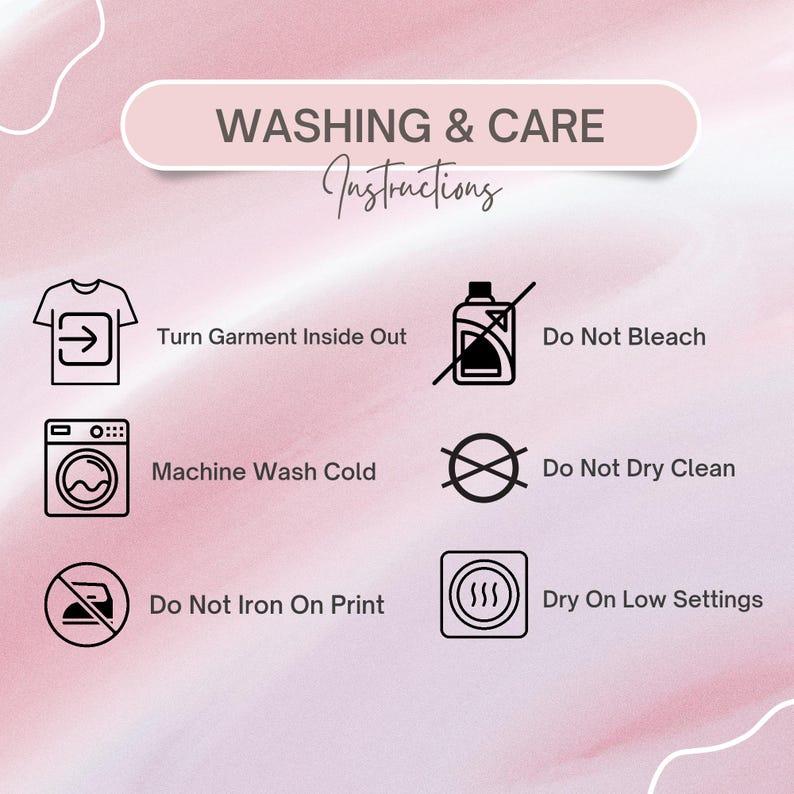 WASHING & CARE
Instructions
Turn Garment Inside Out
Do Not Bleach
Machine Wash Cold
Do Not Dry Clean
Do Not Iron On Print
Dry On Low Settings